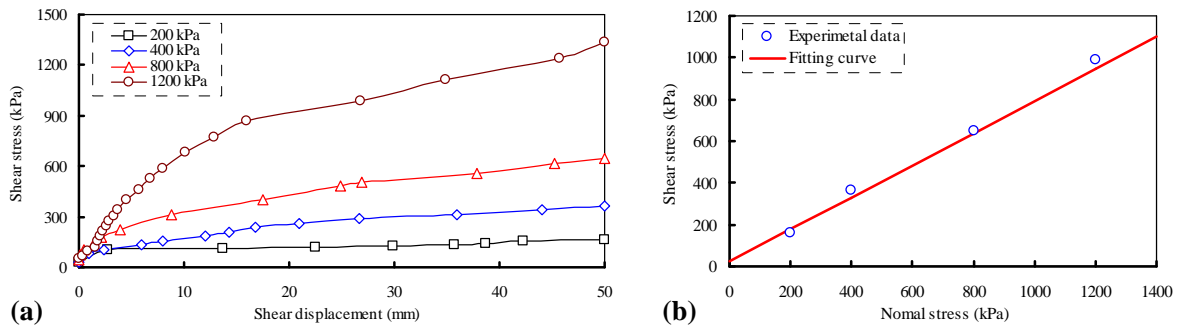 1500
1200
900
600
300
0
Shear stress (kPa)
200 kPa
400 kPa
800 kPa
1200 kPa
0 10 20 30 40 50
Shear displacement (mm)
(a)
1200
1000
800
600
400
200
0
Shear stress (kPa)
Experimetal data
Fitting curve
0 200 400 600 800 1000 1200 1400
Nomal stress (kPa)
(b)